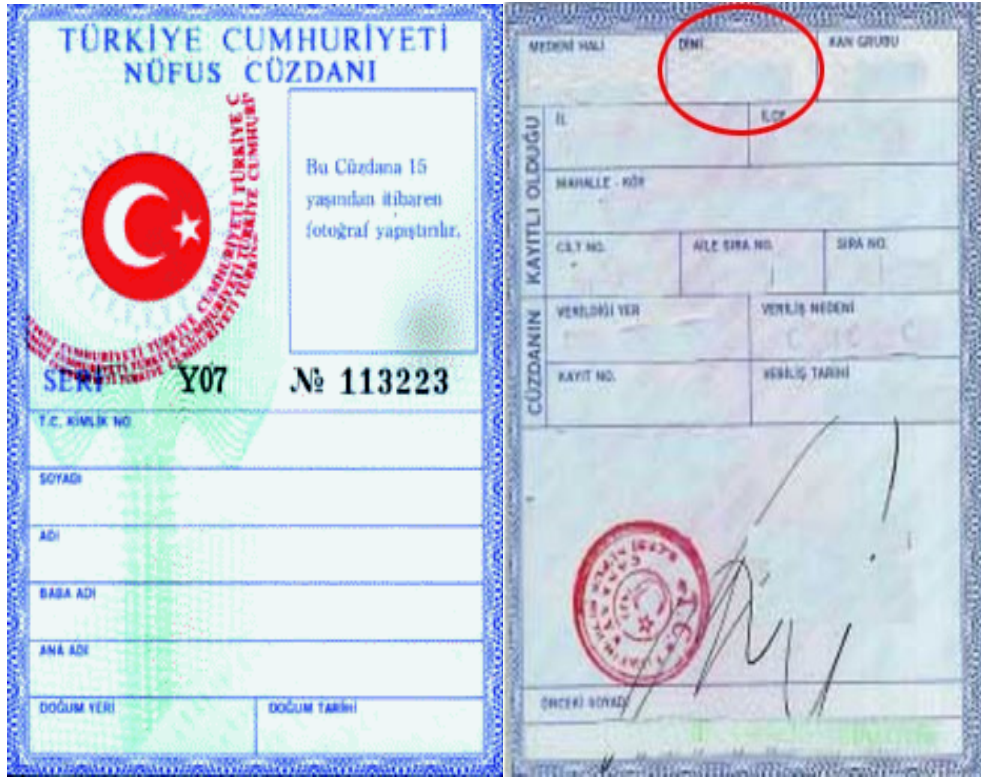 TÜRKİYE CUMHURİYETİ
NÜFUS CÜZDANI
Bu Cüzdana 15
yaşından itibaren
fotoğraf yapıştırılır.
SERİ Y07 № 113223
T.C. KİMLİK NO
SOYADI
ADI
BABA ADI
ANA ADI
DOĞUM YERİ DOĞUM TARİHİ
MEDENİ HALİ DİNİ KAN GRUBU
CÜZDANIN KAYITLI OLDUĞU
İL İLÇE
MAHALLE - KÖY
CİLT NO. AİLE SIRA NO. SIRA NO.
VERİLDİĞİ YER VERİLİŞ NEDENİ
KAYIT NO. VERİLİŞ TARİHİ
ÖNCEKİ SOYADI